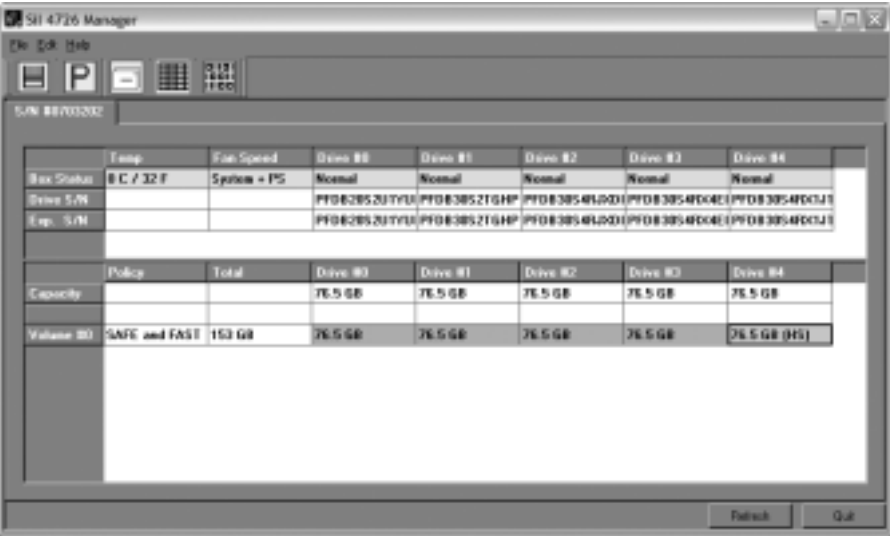 SiI 4726 Manager
File Edit Help
Temp Fan Speed Drive #0 Drive #1 Drive #2 Drive #3 Drive #4
Box Status 0 C / 32 F System + PS Normal Normal Normal Normal Normal
Drive S/N
Exp. S/N
Policy Total Drive #0 Drive #1 Drive #2 Drive #3 Drive #4
Capacity 76.5 GB 76.5 GB 76.5 GB 76.5 GB 76.5 GB
Volume #0 SAFE and FAST 153 GB 76.5 GB 76.5 GB 76.5 GB 76.5 GB 76.5 GB (HS)
Refresh Quit